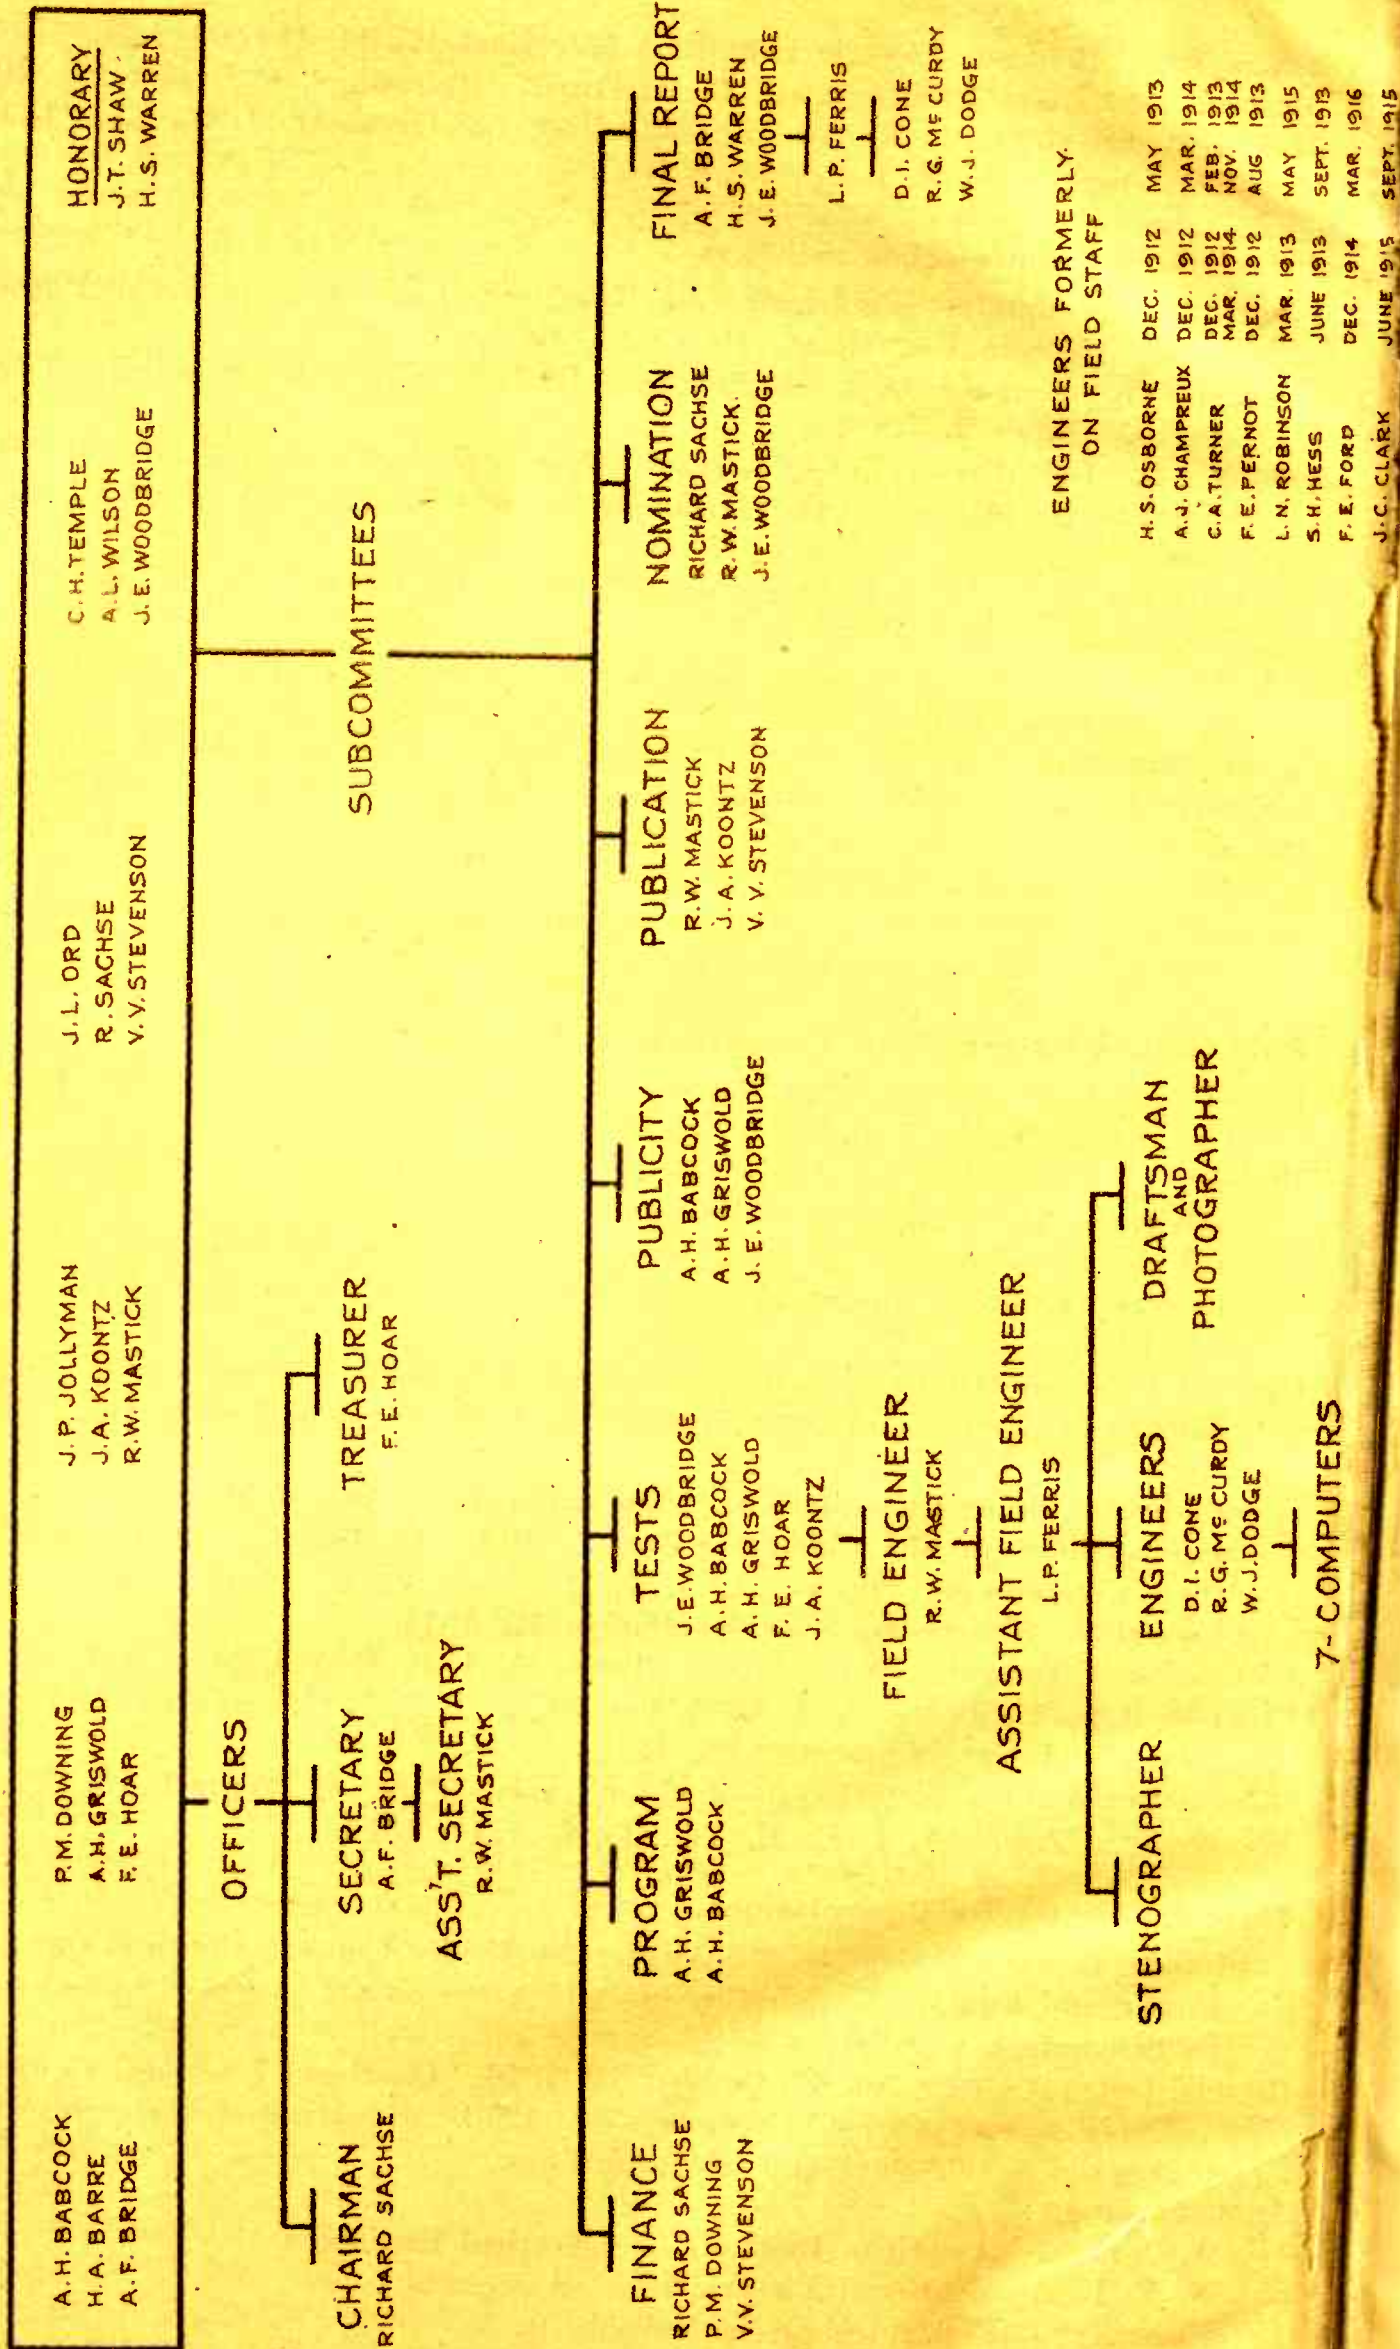 A.H. BABCOCK
H.A. BARRE
A.F. BRIDGE
P.M. DOWNING
A.H. GRISWOLD
F.E. HOAR
J.P. JOLLYMAN
J.A. KOONTZ
R.W. MASTICK
J.L. ORD
R. SACHSE
V.V. STEVENSON
C.H. TEMPLE
A.L. WILSON
J.E. WOODBRIDGE
HONORARY
J.T. SHAW
H.S. WARREN
OFFICERS
CHAIRMAN
RICHARD SACHSE
SECRETARY
A.F. BRIDGE
ASS'T. SECRETARY
R.W. MASTICK
TREASURER
F.E. HOAR
SUBCOMMITTEES
FINANCE
RICHARD SACHSE
P.M. DOWNING
V.V. STEVENSON
PROGRAM
A.H. GRISWOLD
A.H. BABCOCK
TESTS
J.E. WOODBRIDGE
A.H. BABCOCK
A.H. GRISWOLD
F.E. HOAR
J.A. KOONTZ
FIELD ENGINEER
R.W. MASTICK
ASSISTANT FIELD ENGINEER
L.P. FERRIS
STENOGRAPHER
ENGINEERS
D.I. CONE
R.G. McCURDY
W.J. DODGE
7-COMPUTERS
DRAFTSMAN
AND
PHOTOGRAPHER
PUBLICITY
A.H. BABCOCK
A.H. GRISWOLD
J.E. WOODBRIDGE
PUBLICATION
R.W. MASTICK
J.A. KOONTZ
V.V. STEVENSON
NOMINATION
RICHARD SACHSE
R.W. MASTICK.
J.E. WOODBRIDGE
FINAL REPORT
A.F. BRIDGE
H.S. WARREN
J.E. WOODBRIDGE
L.P. FERRIS
D.I. CONE
R.G. McCURDY
W.J. DODGE
ENGINEERS FORMERLY
ON FIELD STAFF
H.S. OSBORNE DEC. 1912 MAY 1913
A.J. CHAMPREUX DEC. 1912 MAR. 1914
C.A. TURNER DEC. 1912 FEB. 1913
MAR. 1914 NOV. 1914
F.E. PERNOT DEC. 1912 AUG 1913
L.N. ROBINSON MAR. 1913 MAY 1915
S.H. HESS JUNE 1913 SEPT. 1913
F.E. FORD DEC. 1914 MAR. 1916
J.C. CLARK JUNE 1915 SEPT. 1915